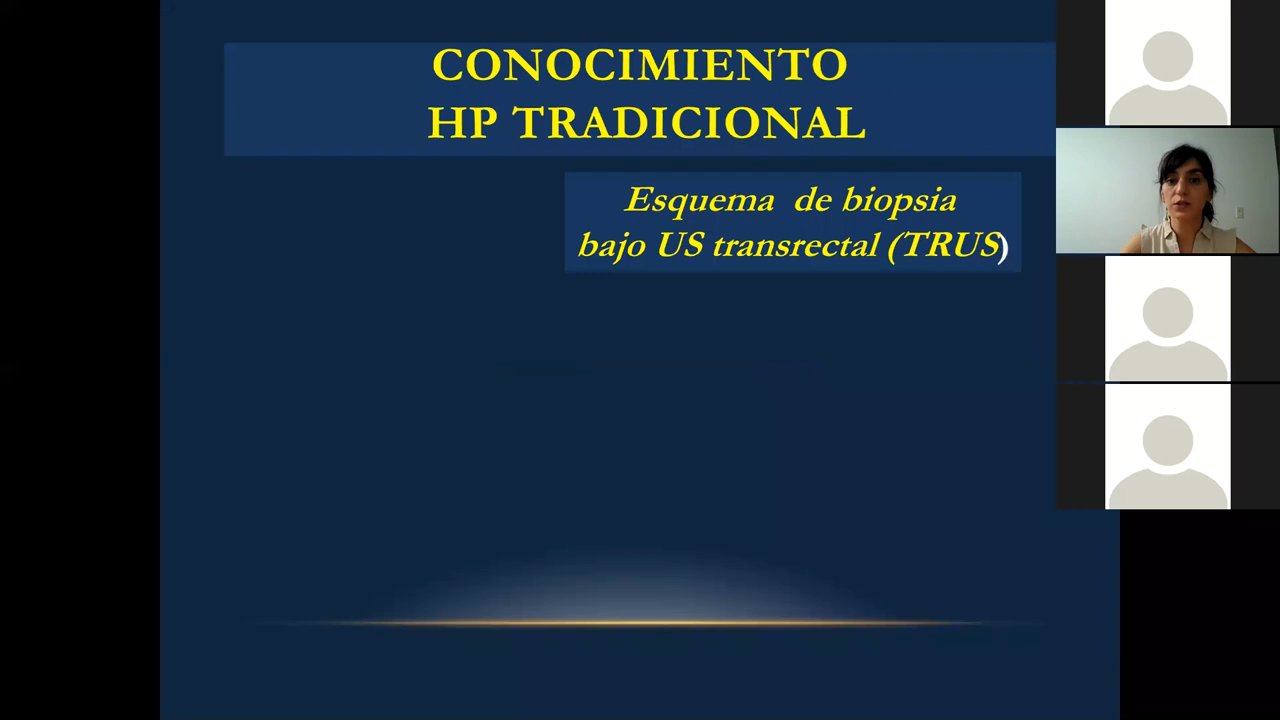 CONOCIMIENTO
HP TRADICIONAL
Esquema de biopsia
bajo US transrectal (TRUS)